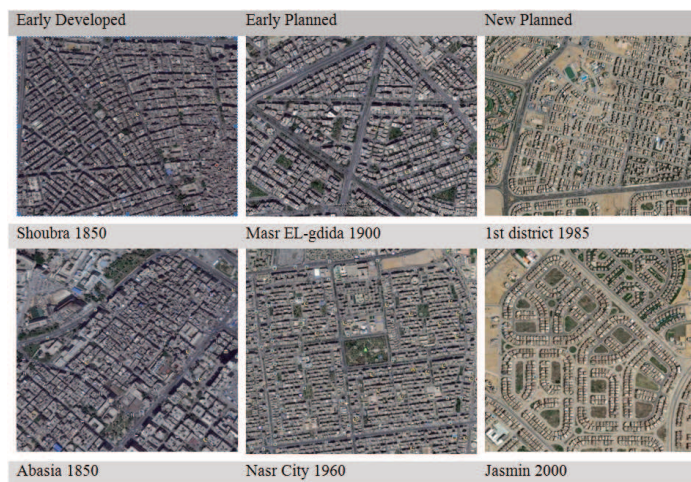 Early Developed Early Planned New Planned
Shoubra 1850 Masr EL-gdida 1900 1st district 1985
Abasia 1850 Nasr City 1960 Jasmin 2000